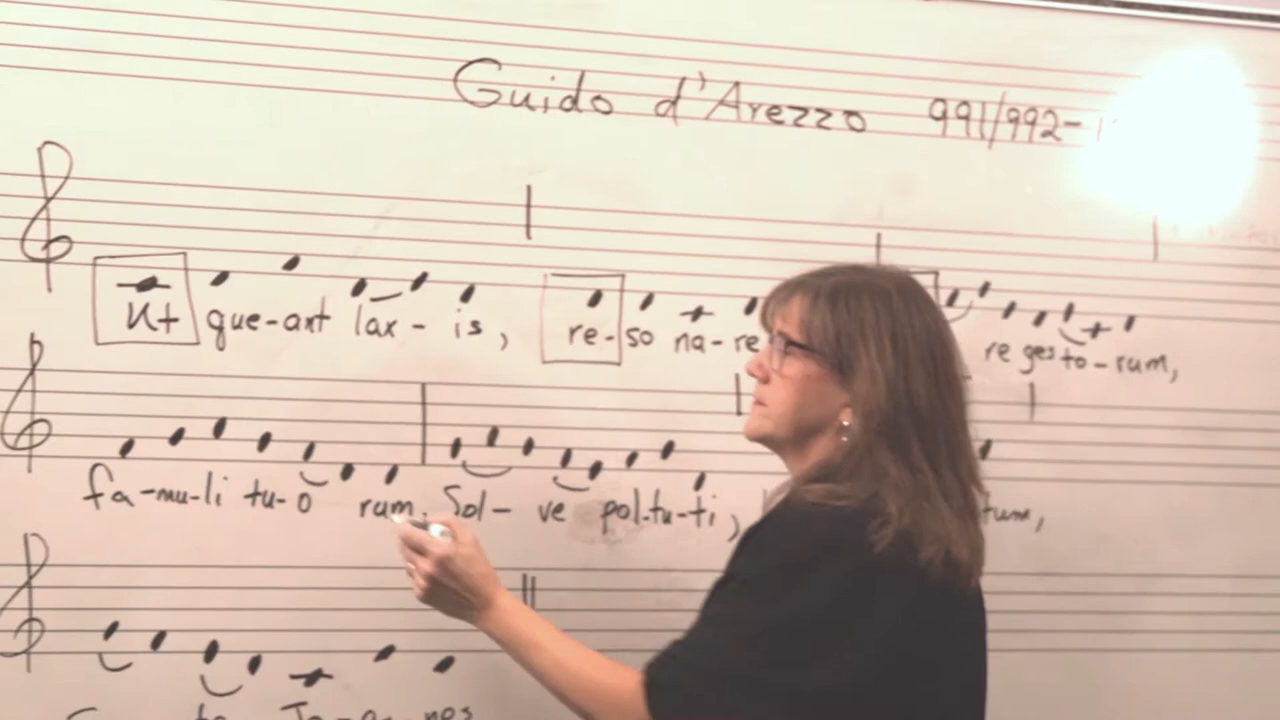 Guido d'Arezzo 991/992-
Ut que-ant lax-is, re-so na-re re ges to-rum,
fa-mu-li tu-o rum. Sol- ve pol-tu-ti, tum,